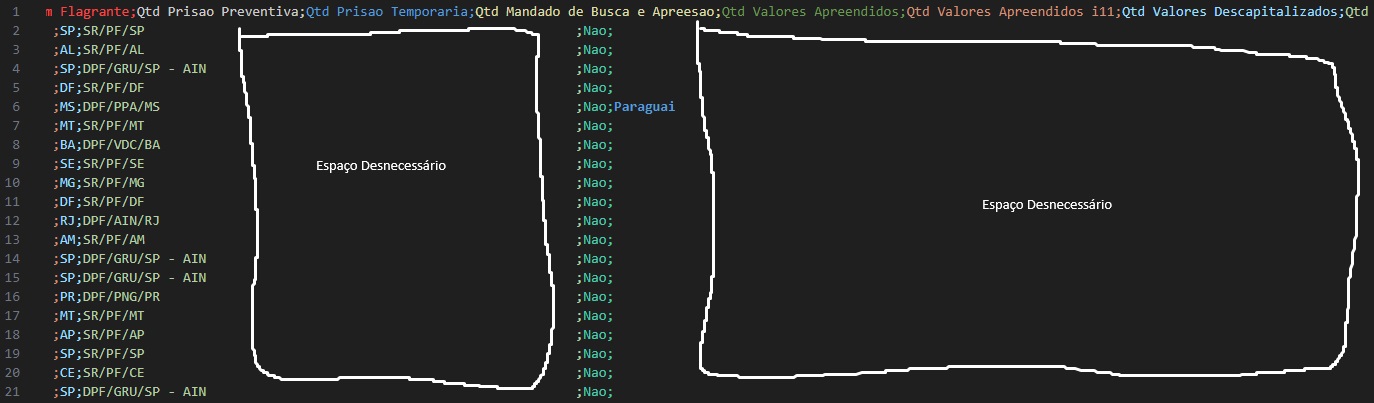 1 m Flagrante;Qtd Prisao Preventiva;Qtd Prisao Temporaria;Qtd Mandado de Busca e Apreesao;Qtd Valores Apreendidos;Qtd Valores Apreendidos i11;Qtd Valores Descapitalizados;Qtd
2 ;SP;SR/PF/SP ;Nao;
3 ;AL;SR/PF/AL ;Nao;
4 ;SP;DPF/GRU/SP - AIN ;Nao;
5 ;DF;SR/PF/DF ;Nao;
6 ;MS;DPF/PPA/MS ;Nao;Paraguai
7 ;MT;SR/PF/MT ;Nao;
8 ;BA;DPF/VDC/BA ;Nao;
9 ;SE;SR/PF/SE Espaço Desnecessário ;Nao;
10 ;MG;SR/PF/MG ;Nao;
11 ;DF;SR/PF/DF ;Nao; Espaço Desnecessário
12 ;RJ;DPF/AIN/RJ ;Nao;
13 ;AM;SR/PF/AM ;Nao;
14 ;SP;DPF/GRU/SP - AIN ;Nao;
15 ;SP;DPF/GRU/SP - AIN ;Nao;
16 ;PR;DPF/PNG/PR ;Nao;
17 ;MT;SR/PF/MT ;Nao;
18 ;AP;SR/PF/AP ;Nao;
19 ;SP;SR/PF/SP ;Nao;
20 ;CE;SR/PF/CE ;Nao;
21 ;SP;DPF/GRU/SP - AIN ;Nao;